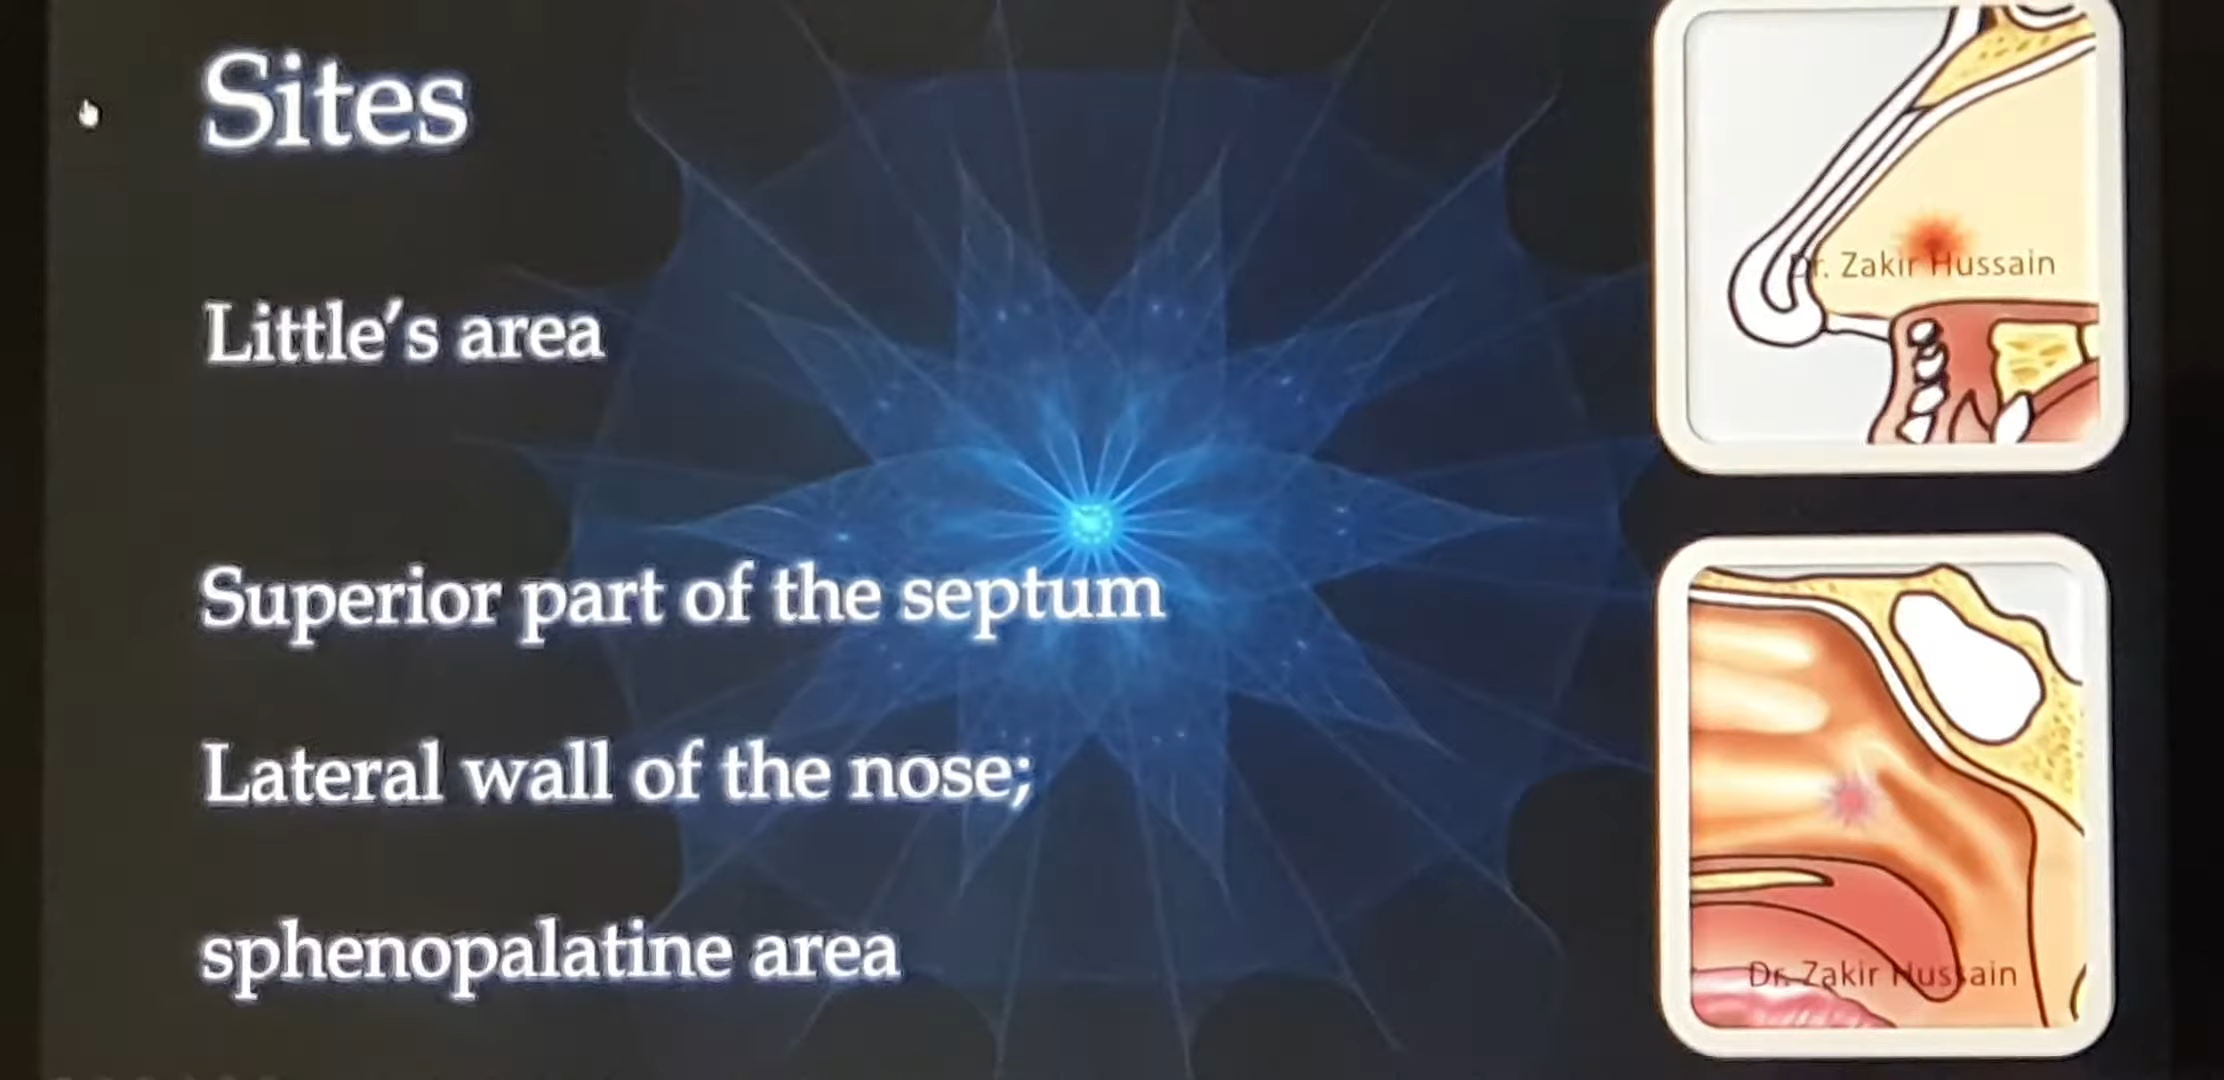 Sites
Little's area
Superior part of the septum
Lateral wall of the nose;
sphenopalatine area
Dr. Zakir Hussain
Dr. Zakir Hussain